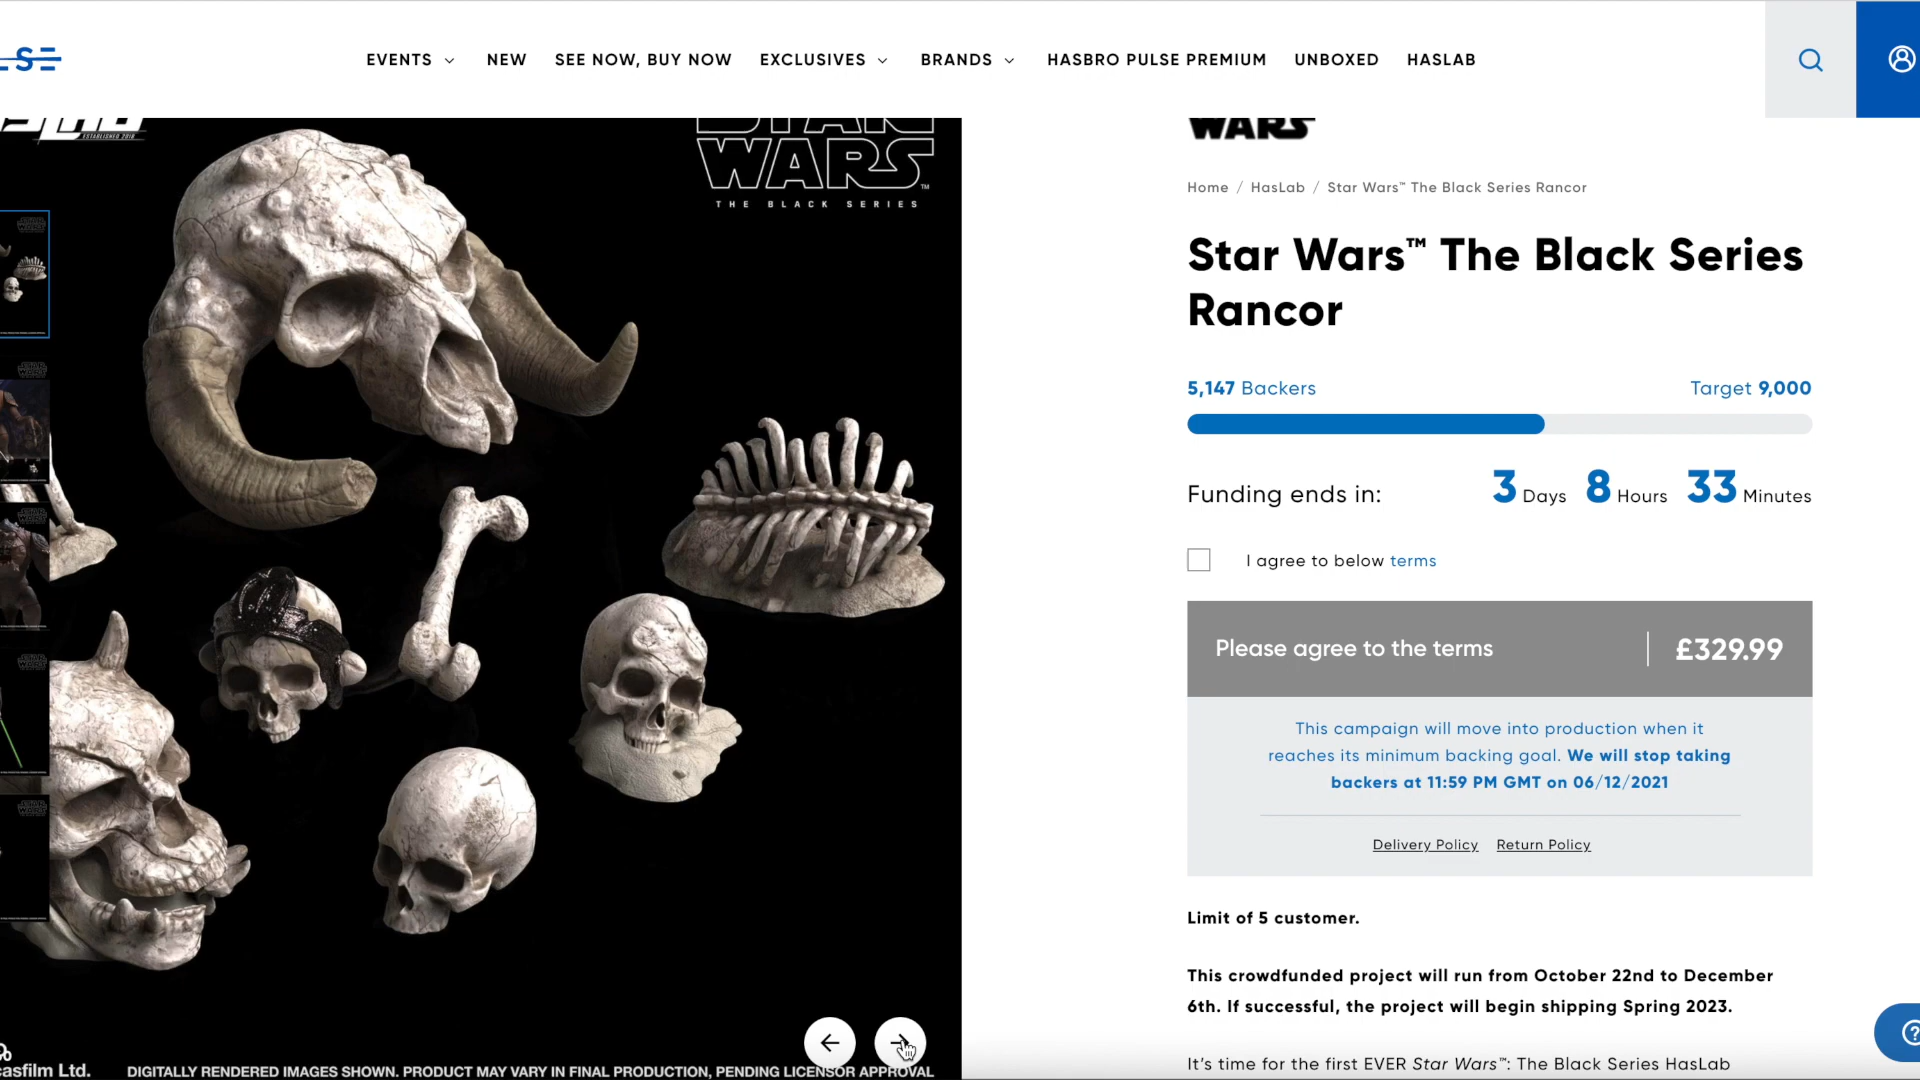 EVENTS NEW SEE NOW, BUY NOW EXCLUSIVES BRANDS HASBRO PULSE PREMIUM UNBOXED HASLAB
ESTABLISHED 2018
STAR
WARS™
THE BLACK SERIES
WARS
Home / HasLab / Star Wars™ The Black Series Rancor
Star Wars™ The Black Series
Rancor
5,147 Backers Target 9,000
Funding ends in: 3 Days 8 Hours 33 Minutes
I agree to below terms
Please agree to the terms | £329.99
This campaign will move into production when it
reaches its minimum backing goal. We will stop taking
backers at 11:59 PM GMT on 06/12/2021
Delivery Policy Return Policy
Limit of 5 customer.
This crowdfunded project will run from October 22nd to December
6th. If successful, the project will begin shipping Spring 2023.
It’s time for the first EVER Star Wars™: The Black Series HasLab
casfilm Ltd. DIGITALLY RENDERED IMAGES SHOWN. PRODUCT MAY VARY IN FINAL PRODUCTION, PENDING LICENSOR APPROVAL